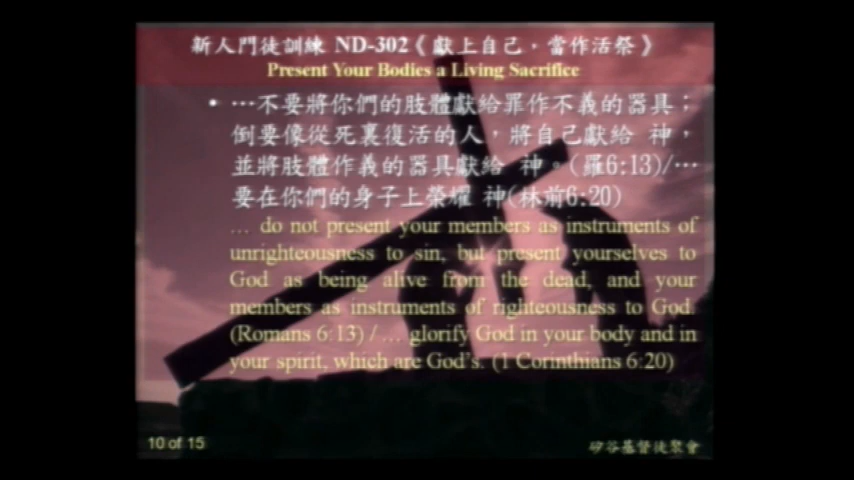 新人門徒訓練 ND-302《獻上自己，當作活祭》
Present Your Bodies a Living Sacrifice
• …不要將你們的肢體獻給罪作不義的器具；
倒要像從死裏復活的人，將自己獻給 神，
並將肢體作義的器具獻給 神。(羅6:13)/…
要在你們的身子上榮耀 神(林前6:20)
… do not present your members as instruments of
unrighteousness to sin, but present yourselves to
God as being alive from the dead, and your
members as instruments of righteousness to God.
(Romans 6:13) / … glorify God in your body and in
your spirit, which are God's. (1 Corinthians 6:20)
10 of 15
矽谷基督徒聚會